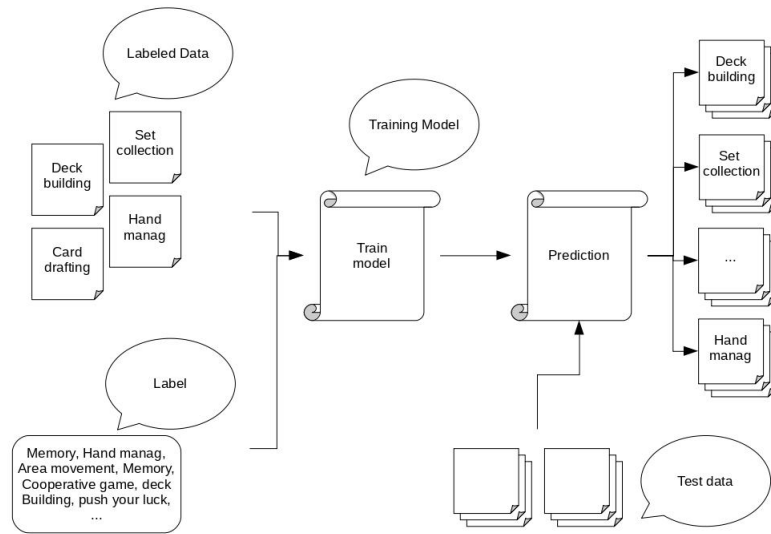 Labeled Data
Set
collection
Deck
building
Hand
manag
Card
drafting
Label
Memory, Hand manag,
Area movement, Memory,
Cooperative game, deck
Building, push your luck,
...
Training Model
Train
model
Prediction
Test data
Deck
building
Set
collection
...
Hand
manag